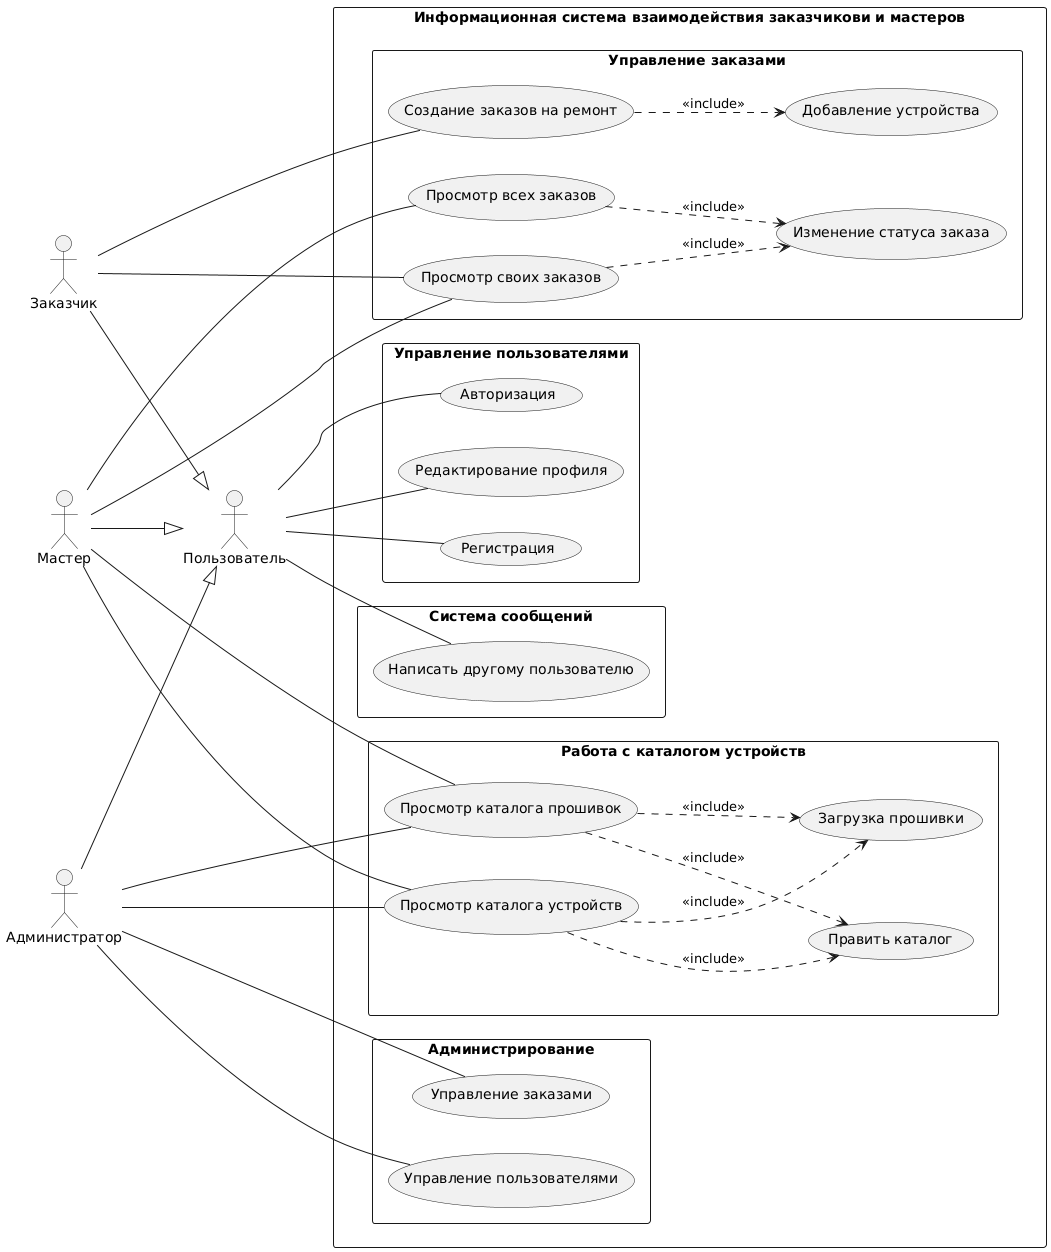 Информационная система взаимодействия заказчикови и мастеров
Управление заказами
Создание заказов на ремонт
«include»
Добавление устройства
Просмотр всех заказов
«include»
Изменение статуса заказа
«include»
Просмотр своих заказов
Заказчик
Управление пользователями
Авторизация
Редактирование профиля
Регистрация
Мастер
Пользователь
Система сообщений
Написать другому пользователю
Работа с каталогом устройств
Просмотр каталога прошивок
«include»
Загрузка прошивки
«include»
Просмотр каталога устройств
«include»
Править каталог
«include»
Администратор
Администрирование
Управление заказами
Управление пользователями